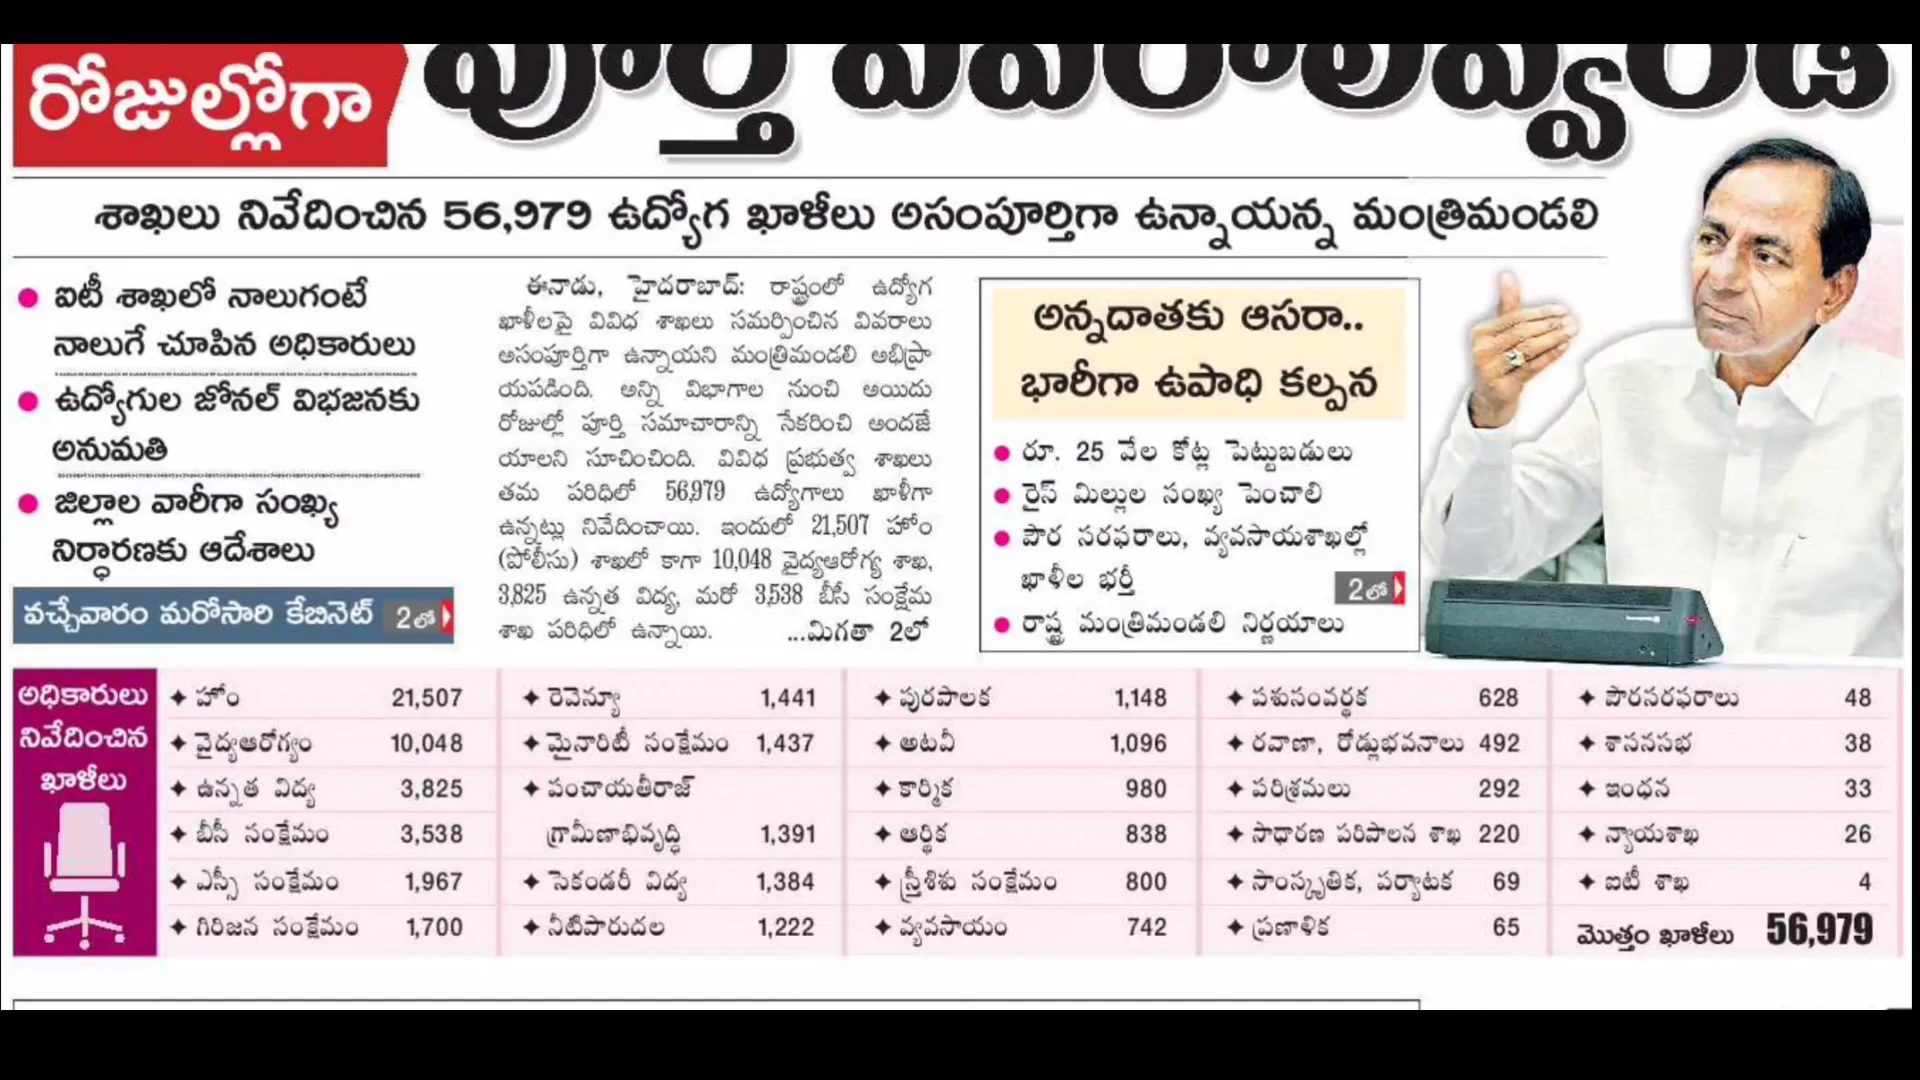 రోజుల్లోగా
పూర్తి వివరాలివ్వండి
శాఖలు నివేదించిన 56,979 ఉద్యోగ ఖాళీలు అసంపూర్తిగా ఉన్నాయన్న మంత్రిమండలి
ఐటీ శాఖలో నాలుగంటే
నాలుగే చూపిన అధికారులు
ఉద్యోగుల జోనల్ విభజనకు
అనుమతి
జిల్లాల వారీగా సంఖ్య
నిర్ధారణకు ఆదేశాలు
వచ్చేవారం మరోసారి కేబినెట్ 2లో
ఈనాడు, హైదరాబాద్: రాష్ట్రంలో ఉద్యోగ
ఖాళీలపై వివిధ శాఖలు సమర్పించిన వివరాలు
అసంపూర్తిగా ఉన్నాయని మంత్రిమండలి అభిప్రా
యపడింది. అన్ని విభాగాల నుంచి అయిదు
రోజుల్లో పూర్తి సమాచారాన్ని సేకరించి అందజే
యాలని సూచించింది. వివిధ ప్రభుత్వ శాఖలు
తమ పరిధిలో 56,979 ఉద్యోగాలు ఖాళీగా
ఉన్నట్లు నివేదించాయి. ఇందులో 21,507 హోం
(పోలీసు) శాఖలో కాగా 10,048 వైద్యఆరోగ్య శాఖ,
3,825 ఉన్నత విద్య, మరో 3,538 బీసీ సంక్షేమ
శాఖ పరిధిలో ఉన్నాయి. ...మిగతా 2లో
అన్నదాతకు ఆసరా..
భారీగా ఉపాధి కల్పన
రూ. 25 వేల కోట్ల పెట్టుబడులు
రైస్ మిల్లుల సంఖ్య పెంచాలి
పౌర సరఫరాలు, వ్యవసాయశాఖల్లో
ఖాళీల భర్తీ
2లో
రాష్ట్ర మంత్రిమండలి నిర్ణయాలు
అధికారులు
నివేదించిన
ఖాళీలు
హోం 21,507
వైద్యఆరోగ్యం 10,048
ఉన్నత విద్య 3,825
బీసీ సంక్షేమం 3,538
ఎస్సీ సంక్షేమం 1,967
గిరిజన సంక్షేమం 1,700
రెవెన్యూ 1,441
మైనారిటీ సంక్షేమం 1,437
పంచాయతీరాజ్
గ్రామీణాభివృద్ధి 1,391
సెకండరీ విద్య 1,384
నీటిపారుదల 1,222
పురపాలక 1,148
అటవీ 1,096
కార్మిక 980
ఆర్థిక 838
స్త్రీశిశు సంక్షేమం 800
వ్యవసాయం 742
పశుసంవర్థక 628
రవాణా, రోడ్లుభవనాలు 492
పరిశ్రమలు 292
సాధారణ పరిపాలన శాఖ 220
సాంస్కృతిక, పర్యాటక 69
ప్రణాళిక 65
పౌరసరఫరాలు 48
శాసనసభ 38
ఇంధన 33
న్యాయశాఖ 26
ఐటీ శాఖ 4
మొత్తం ఖాళీలు 56,979